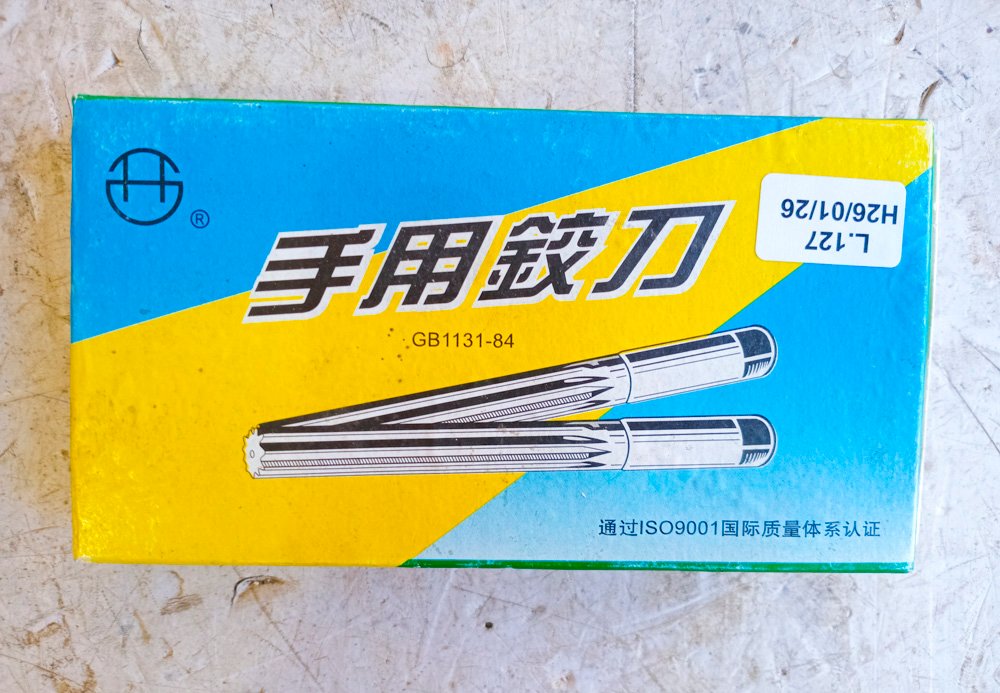 ®
手用鉸刀
GB1131-84
L.127
H26/01/26
通过ISO9001国际质量体系认证